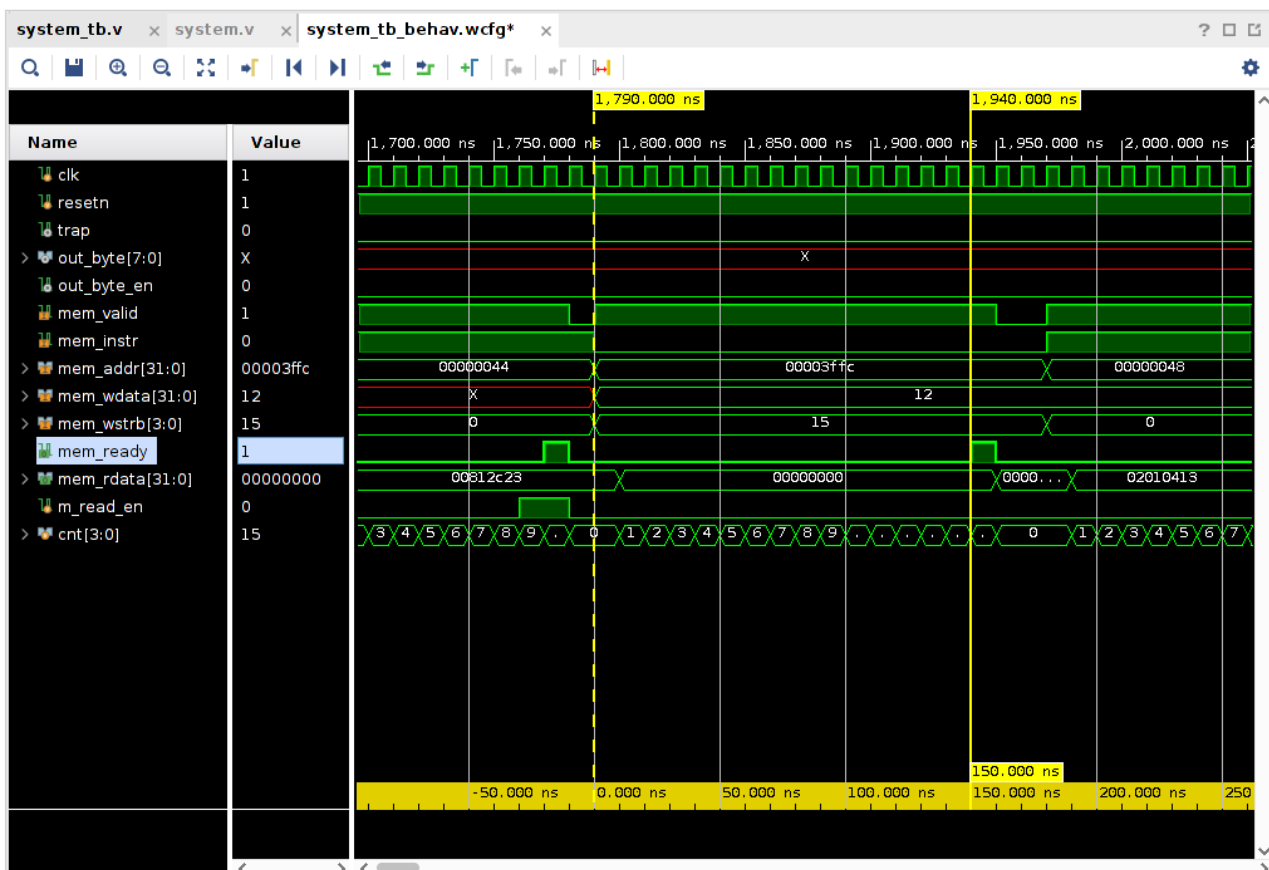 system_tb.v × system.v × system_tb_behav.wcfg* ×
1,790.000 ns 1,940.000 ns
Name Value 1,700.000 ns 1,750.000 ns 1,800.000 ns 1,850.000 ns 1,900.000 ns 1,950.000 ns 2,000.000 ns
clk 1
resetn 1
trap 0
> out_byte[7:0] X X
out_byte_en 0
mem_valid 1
mem_instr 0
> mem_addr[31:0] 00003ffc 00000044 00003ffc 00000048
> mem_wdata[31:0] 12 X 12
> mem_wstrb[3:0] 15 0 15 0
mem_ready 1
> mem_rdata[31:0] 00000000 00812c23 00000000 0000... 02010413
m_read_en 0
> cnt[3:0] 15 3 4 5 6 7 8 9 . 0 1 2 3 4 5 6 7 8 9 . . . . . . 0 1 2 3 4 5 6 7
150.000 ns
-50.000 ns 0.000 ns 50.000 ns 100.000 ns 150.000 ns 200.000 ns 250